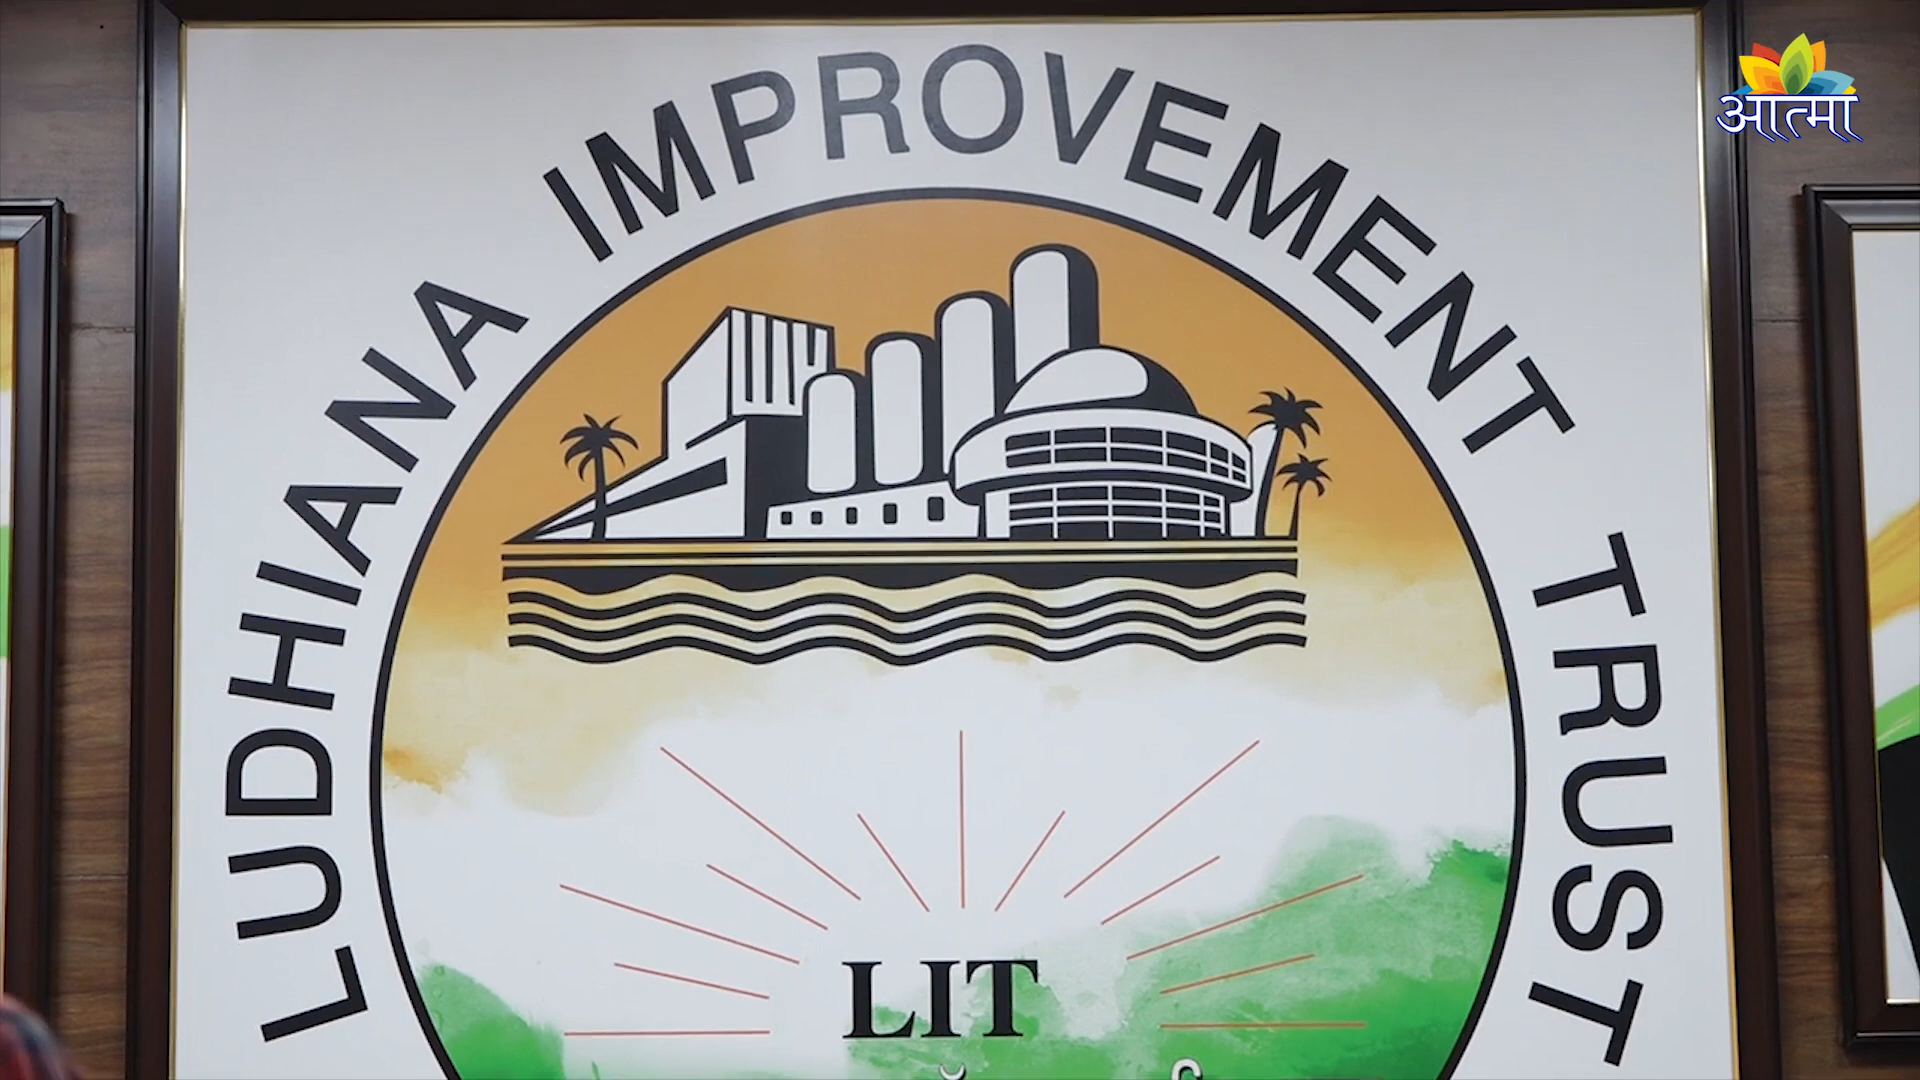 LUDHIANA IMPROVEMENT TRUST
आत्मा
LIT